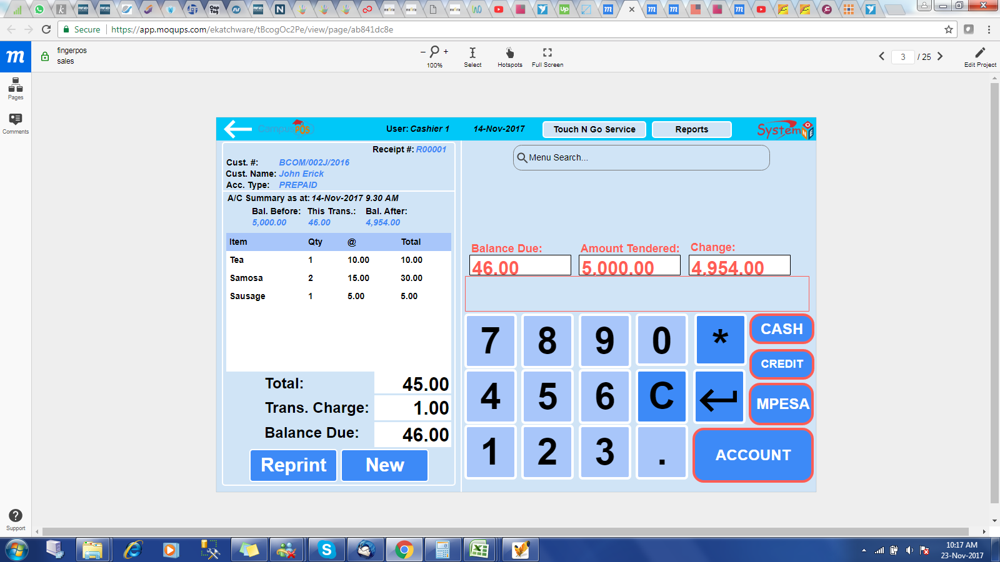 Secure https://app.moqups.com/ekatchware/tBcogOc2Pe/view/page/ab841dc8e
m
fingerpos
sales
100%
Select
Hotspots
Full Screen
3 / 25
Edit Project
Pages
Comments
Support
CampusPOS
User: Cashier 1
14-Nov-2017
Touch N Go Service
Reports
System
Receipt #: R00001
Cust. #: BCOM/002J/2016
Cust. Name: John Erick
Acc. Type: PREPAID
A/C Summary as at: 14-Nov-2017 9.30 AM
Bal. Before: This Trans.: Bal. After:
5,000.00 46.00 4,954.00
Item Qty @ Total
Tea 1 10.00 10.00
Samosa 2 15.00 30.00
Sausage 1 5.00 5.00
Total: 45.00
Trans. Charge: 1.00
Balance Due: 46.00
Reprint New
Menu Search...
Balance Due: Amount Tendered: Change:
46.00 5,000.00 4,954.00
7 8 9 0 * CASH
CREDIT
4 5 6 C MPESA
1 2 3 . ACCOUNT
10:17 AM
23-Nov-2017